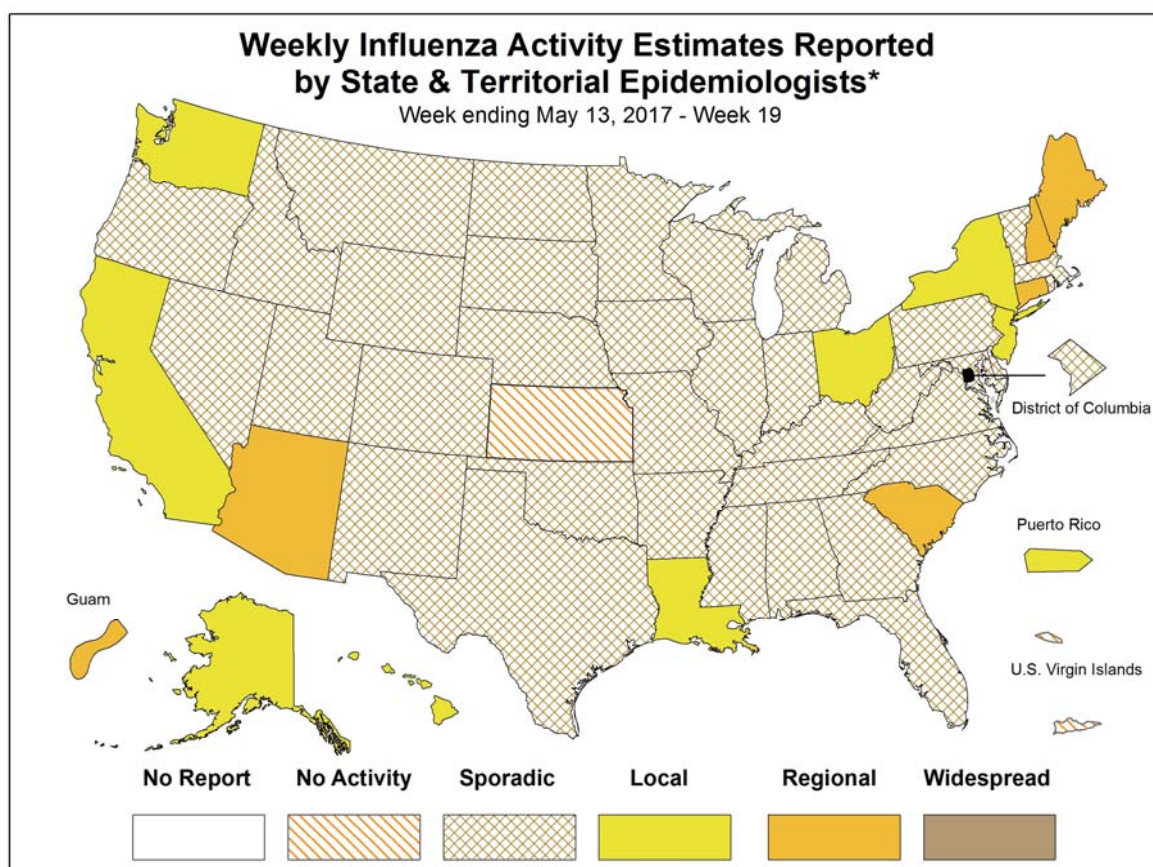 Weekly Influenza Activity Estimates Reported
by State & Territorial Epidemiologists*
Week ending May 13, 2017 - Week 19
District of Columbia
Puerto Rico
Guam
U.S. Virgin Islands
No Report No Activity Sporadic Local Regional Widespread